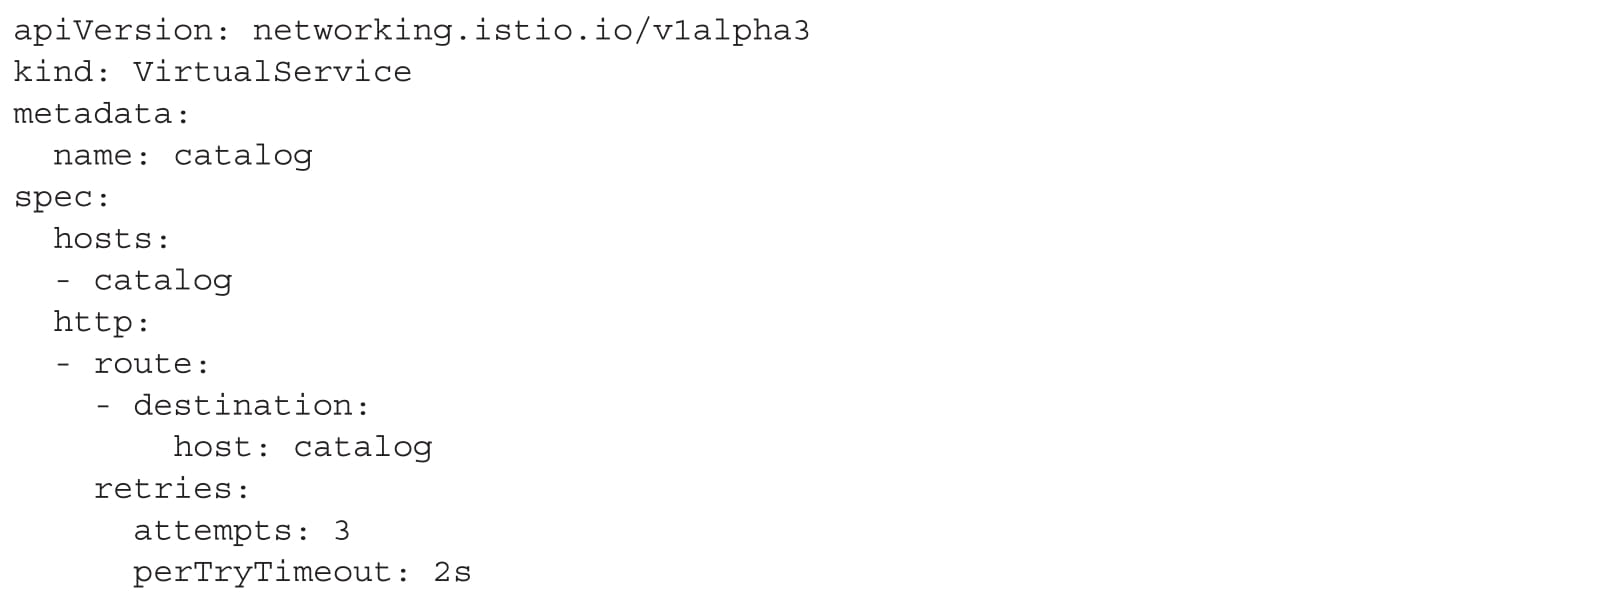 apiVersion: networking.istio.io/v1alpha3
kind: VirtualService
metadata:
  name: catalog
spec:
  hosts:
  - catalog
  http:
  - route:
    - destination:
        host: catalog
    retries:
      attempts: 3
      perTryTimeout: 2s